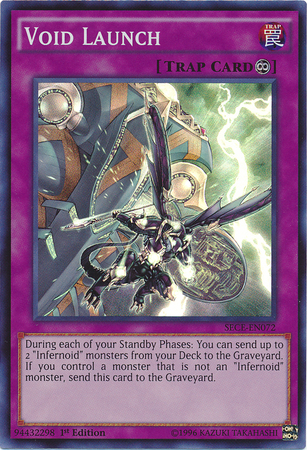 VOID LAUNCH
TRAP
罠
[TRAP CARD∞]
SECE-EN072
During each of your Standby Phases: You can send up to
2 "Infernoid" monsters from your Deck to the Graveyard.
If you control a monster that is not an "Infernoid"
monster, send this card to the Graveyard.
94432298
1st Edition
©1996 KAZUKI TAKAHASHI